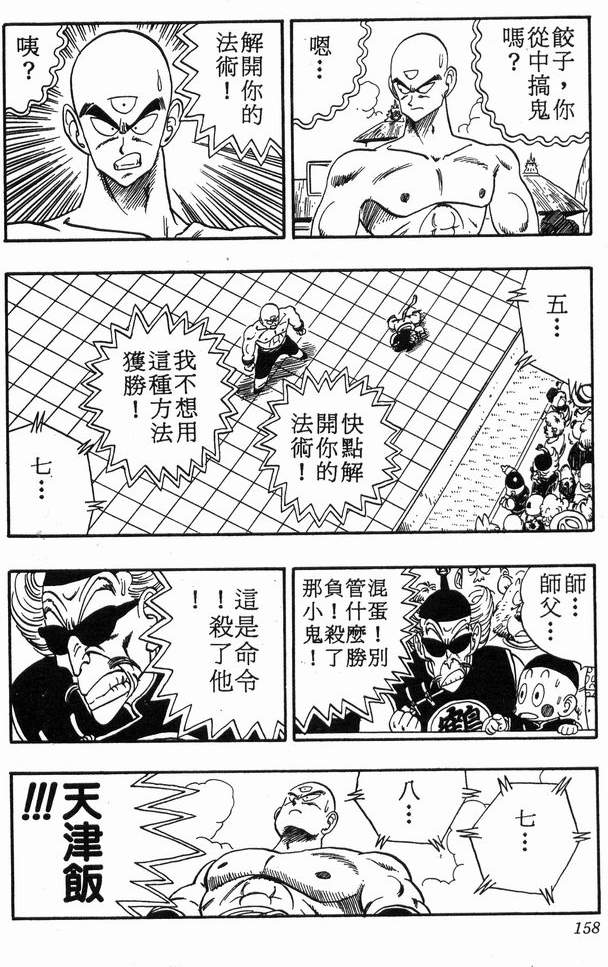 餃子，你
從中搞鬼
嗎？
嗯…
解開你的
法術！
咦？
五…
快點解
開你的
法術！
我不想用
這種方法
獲勝！
七…
師…
師父…
混蛋！別
管什麼勝
負！殺了
那小鬼！
鶴
這是命令
！！殺了他
七…
八…
天津飯
!!!
158